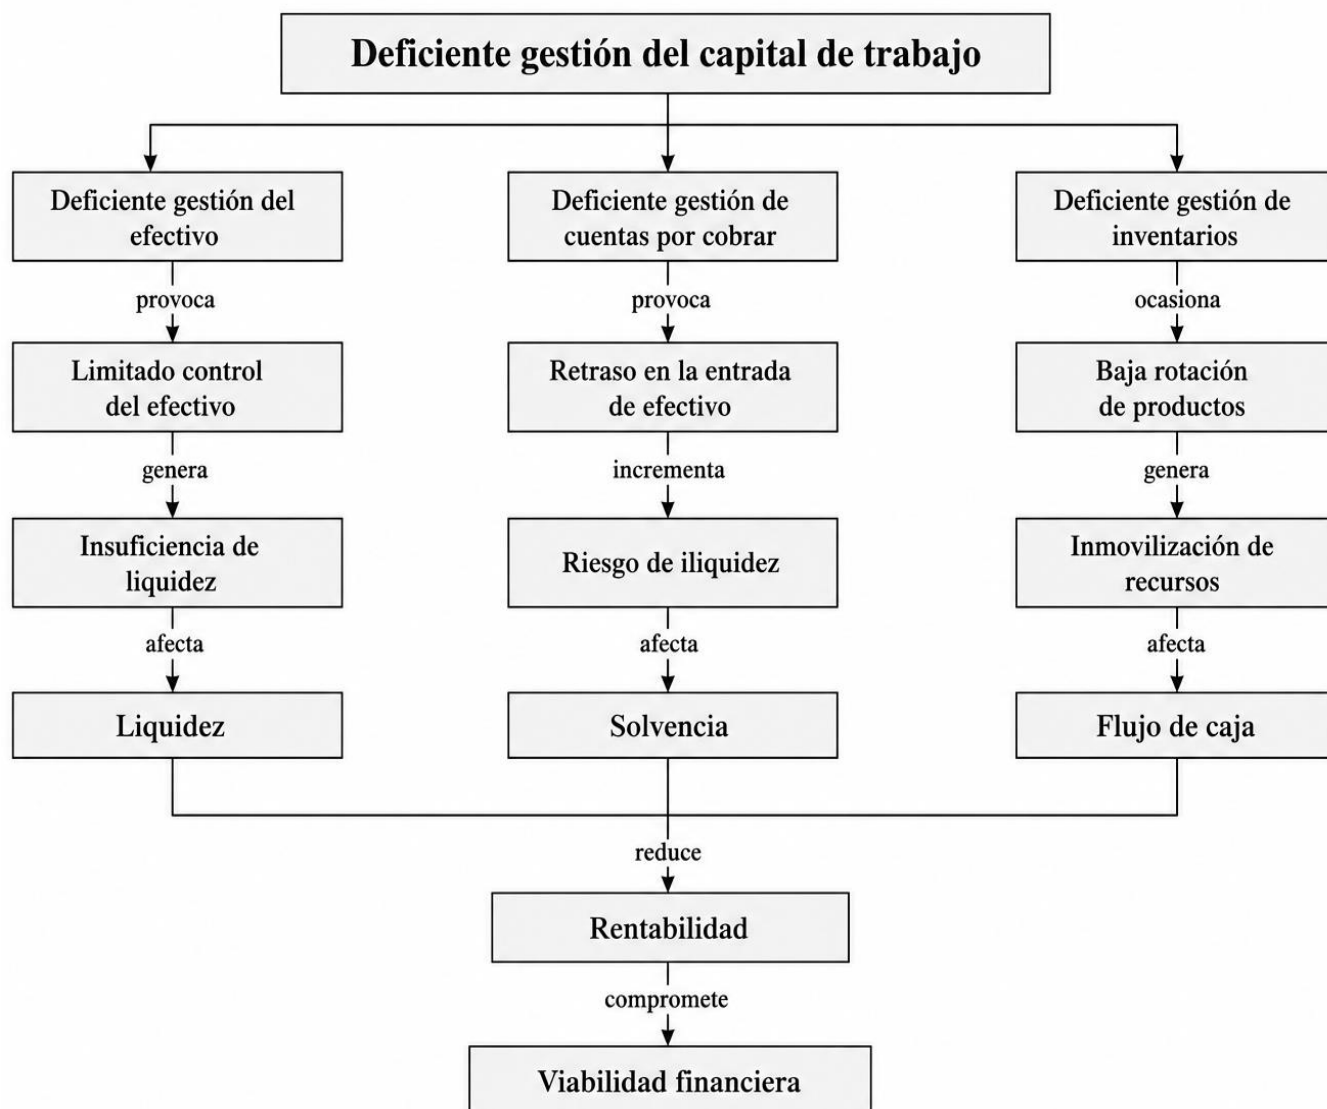 Deficiente gestión del capital de trabajo
Deficiente gestión del
efectivo
Deficiente gestión de
cuentas por cobrar
Deficiente gestión de
inventarios
provoca
provoca
ocasiona
Limitado control
del efectivo
Retraso en la entrada
de efectivo
Baja rotación
de productos
genera
incrementa
genera
Insuficiencia de
liquidez
Riesgo de iliquidez
Inmovilización de
recursos
afecta
afecta
afecta
Liquidez
Solvencia
Flujo de caja
reduce
Rentabilidad
compromete
Viabilidad financiera